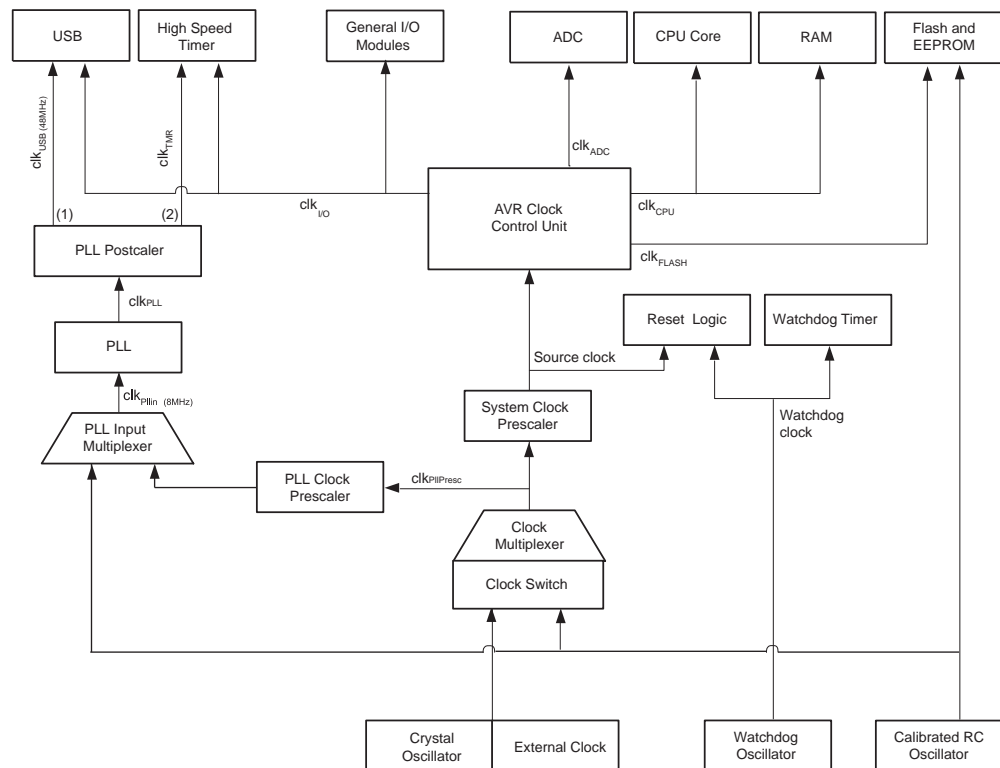 USB
High Speed
Timer
General I/O
Modules
ADC
CPU Core
RAM
Flash and
EEPROM
clkUSB (48MHz)
clkTMR
clkADC
clkI/O
AVR Clock
Control Unit
clkCPU
clkFLASH
(1)
(2)
PLL Postcaler
clkPLL
PLL
clkPllin (8MHz)
PLL Input
Multiplexer
PLL Clock
Prescaler
clkPllPresc
Source clock
System Clock
Prescaler
Reset Logic
Watchdog Timer
Watchdog
clock
Clock
Multiplexer
Clock Switch
Crystal
Oscillator
External Clock
Watchdog
Oscillator
Calibrated RC
Oscillator